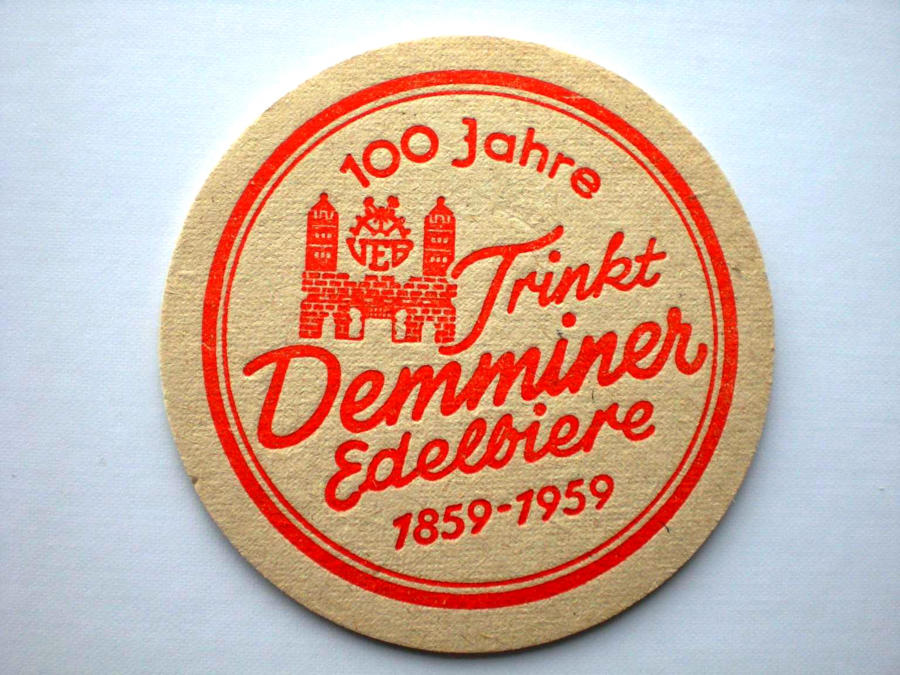 100 Jahre
VEB
Trinkt
Demminer
Edelbiere
1859-1959